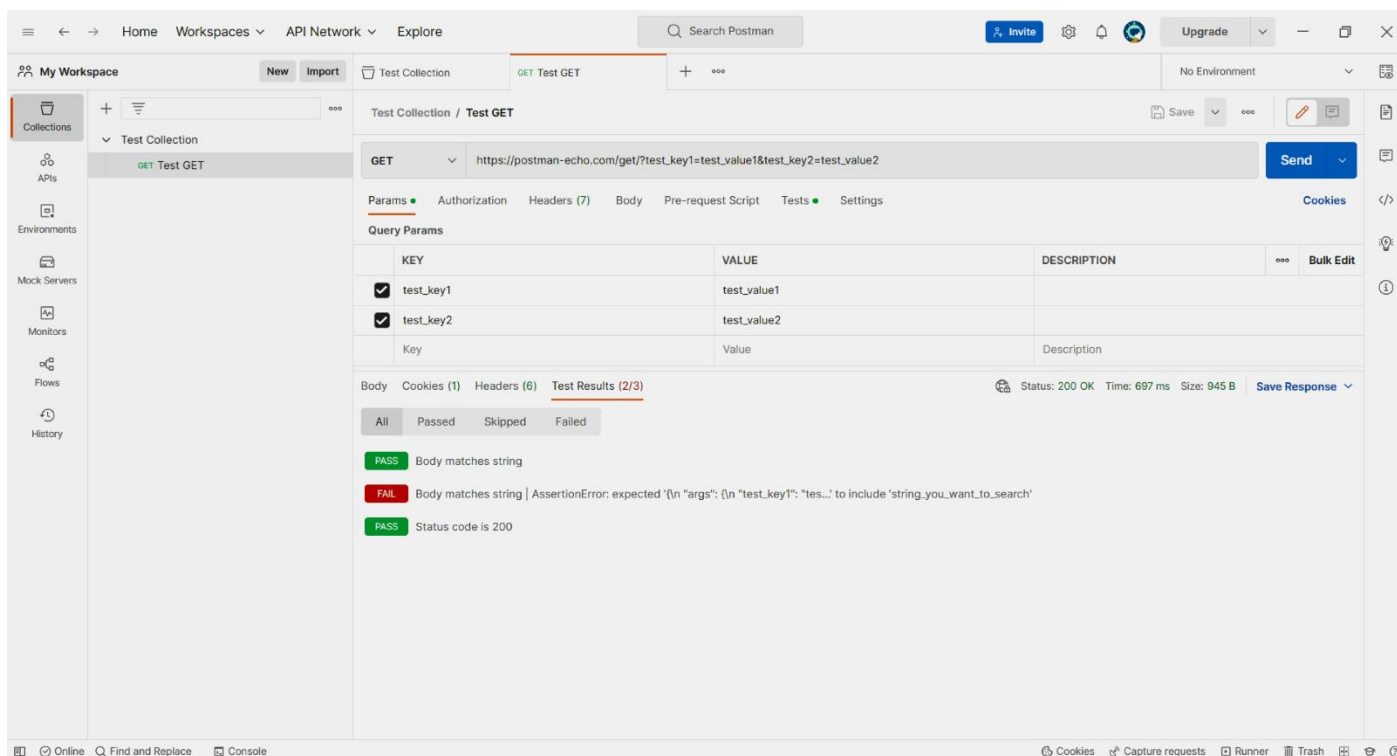 Home Workspaces API Network Explore Search Postman Invite Upgrade
My Workspace New Import Test Collection GET Test GET No Environment
Collections
APIs
Environments
Mock Servers
Monitors
Flows
History
Test Collection
GET Test GET
Test Collection / Test GET Save
GET https://postman-echo.com/get/?test_key1=test_value1&test_key2=test_value2 Send
Params Authorization Headers (7) Body Pre-request Script Tests Settings Cookies
Query Params
KEY VALUE DESCRIPTION Bulk Edit
test_key1 test_value1
test_key2 test_value2
Key Value Description
Body Cookies (1) Headers (6) Test Results (2/3) Status: 200 OK Time: 697 ms Size: 945 B Save Response
All Passed Skipped Failed
PASS Body matches string
FAIL Body matches string | AssertionError: expected '{\n "args": {\n "test_key1": "tes...' to include 'string_you_want_to_search'
PASS Status code is 200
Online Find and Replace Console Cookies Capture requests Runner Trash